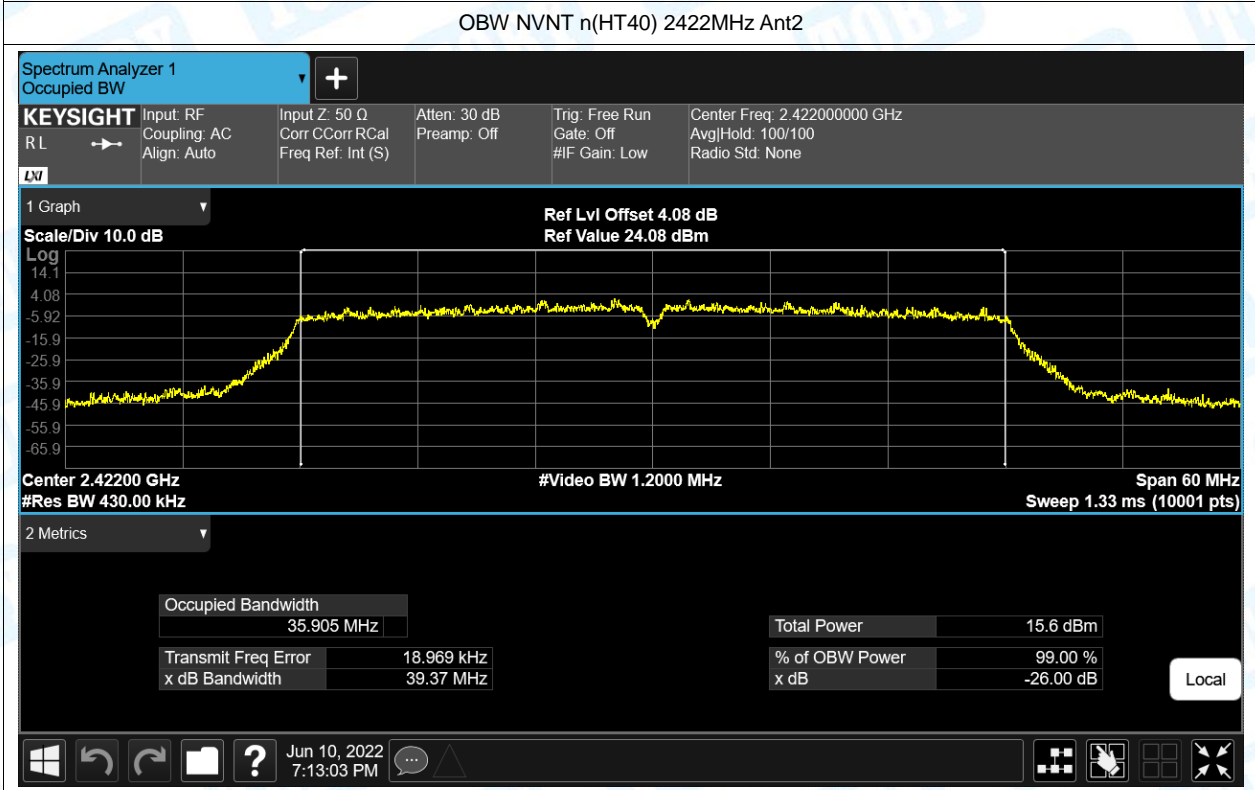 OBW NVNT n(HT40) 2422MHz Ant2
Spectrum Analyzer 1
Occupied BW
KEYSIGHT
R L
LXI
Input: RF
Coupling: AC
Align: Auto
Input Z: 50 Ω
Corr CCorr RCal
Freq Ref: Int (S)
Atten: 30 dB
Preamp: Off
Trig: Free Run
Gate: Off
#IF Gain: Low
Center Freq: 2.422000000 GHz
Avg|Hold: 100/100
Radio Std: None
1 Graph
Scale/Div 10.0 dB
Ref Lvl Offset 4.08 dB
Ref Value 24.08 dBm
Log
14.1
4.08
-5.92
-15.9
-25.9
-35.9
-45.9
-55.9
-65.9
Center 2.42200 GHz
#Video BW 1.2000 MHz
Span 60 MHz
#Res BW 430.00 kHz
Sweep 1.33 ms (10001 pts)
2 Metrics
Occupied Bandwidth
35.905 MHz
Total Power 15.6 dBm
Transmit Freq Error 18.969 kHz
% of OBW Power 99.00 %
x dB Bandwidth 39.37 MHz
x dB -26.00 dB
Local
?
Jun 10, 2022
7:13:03 PM